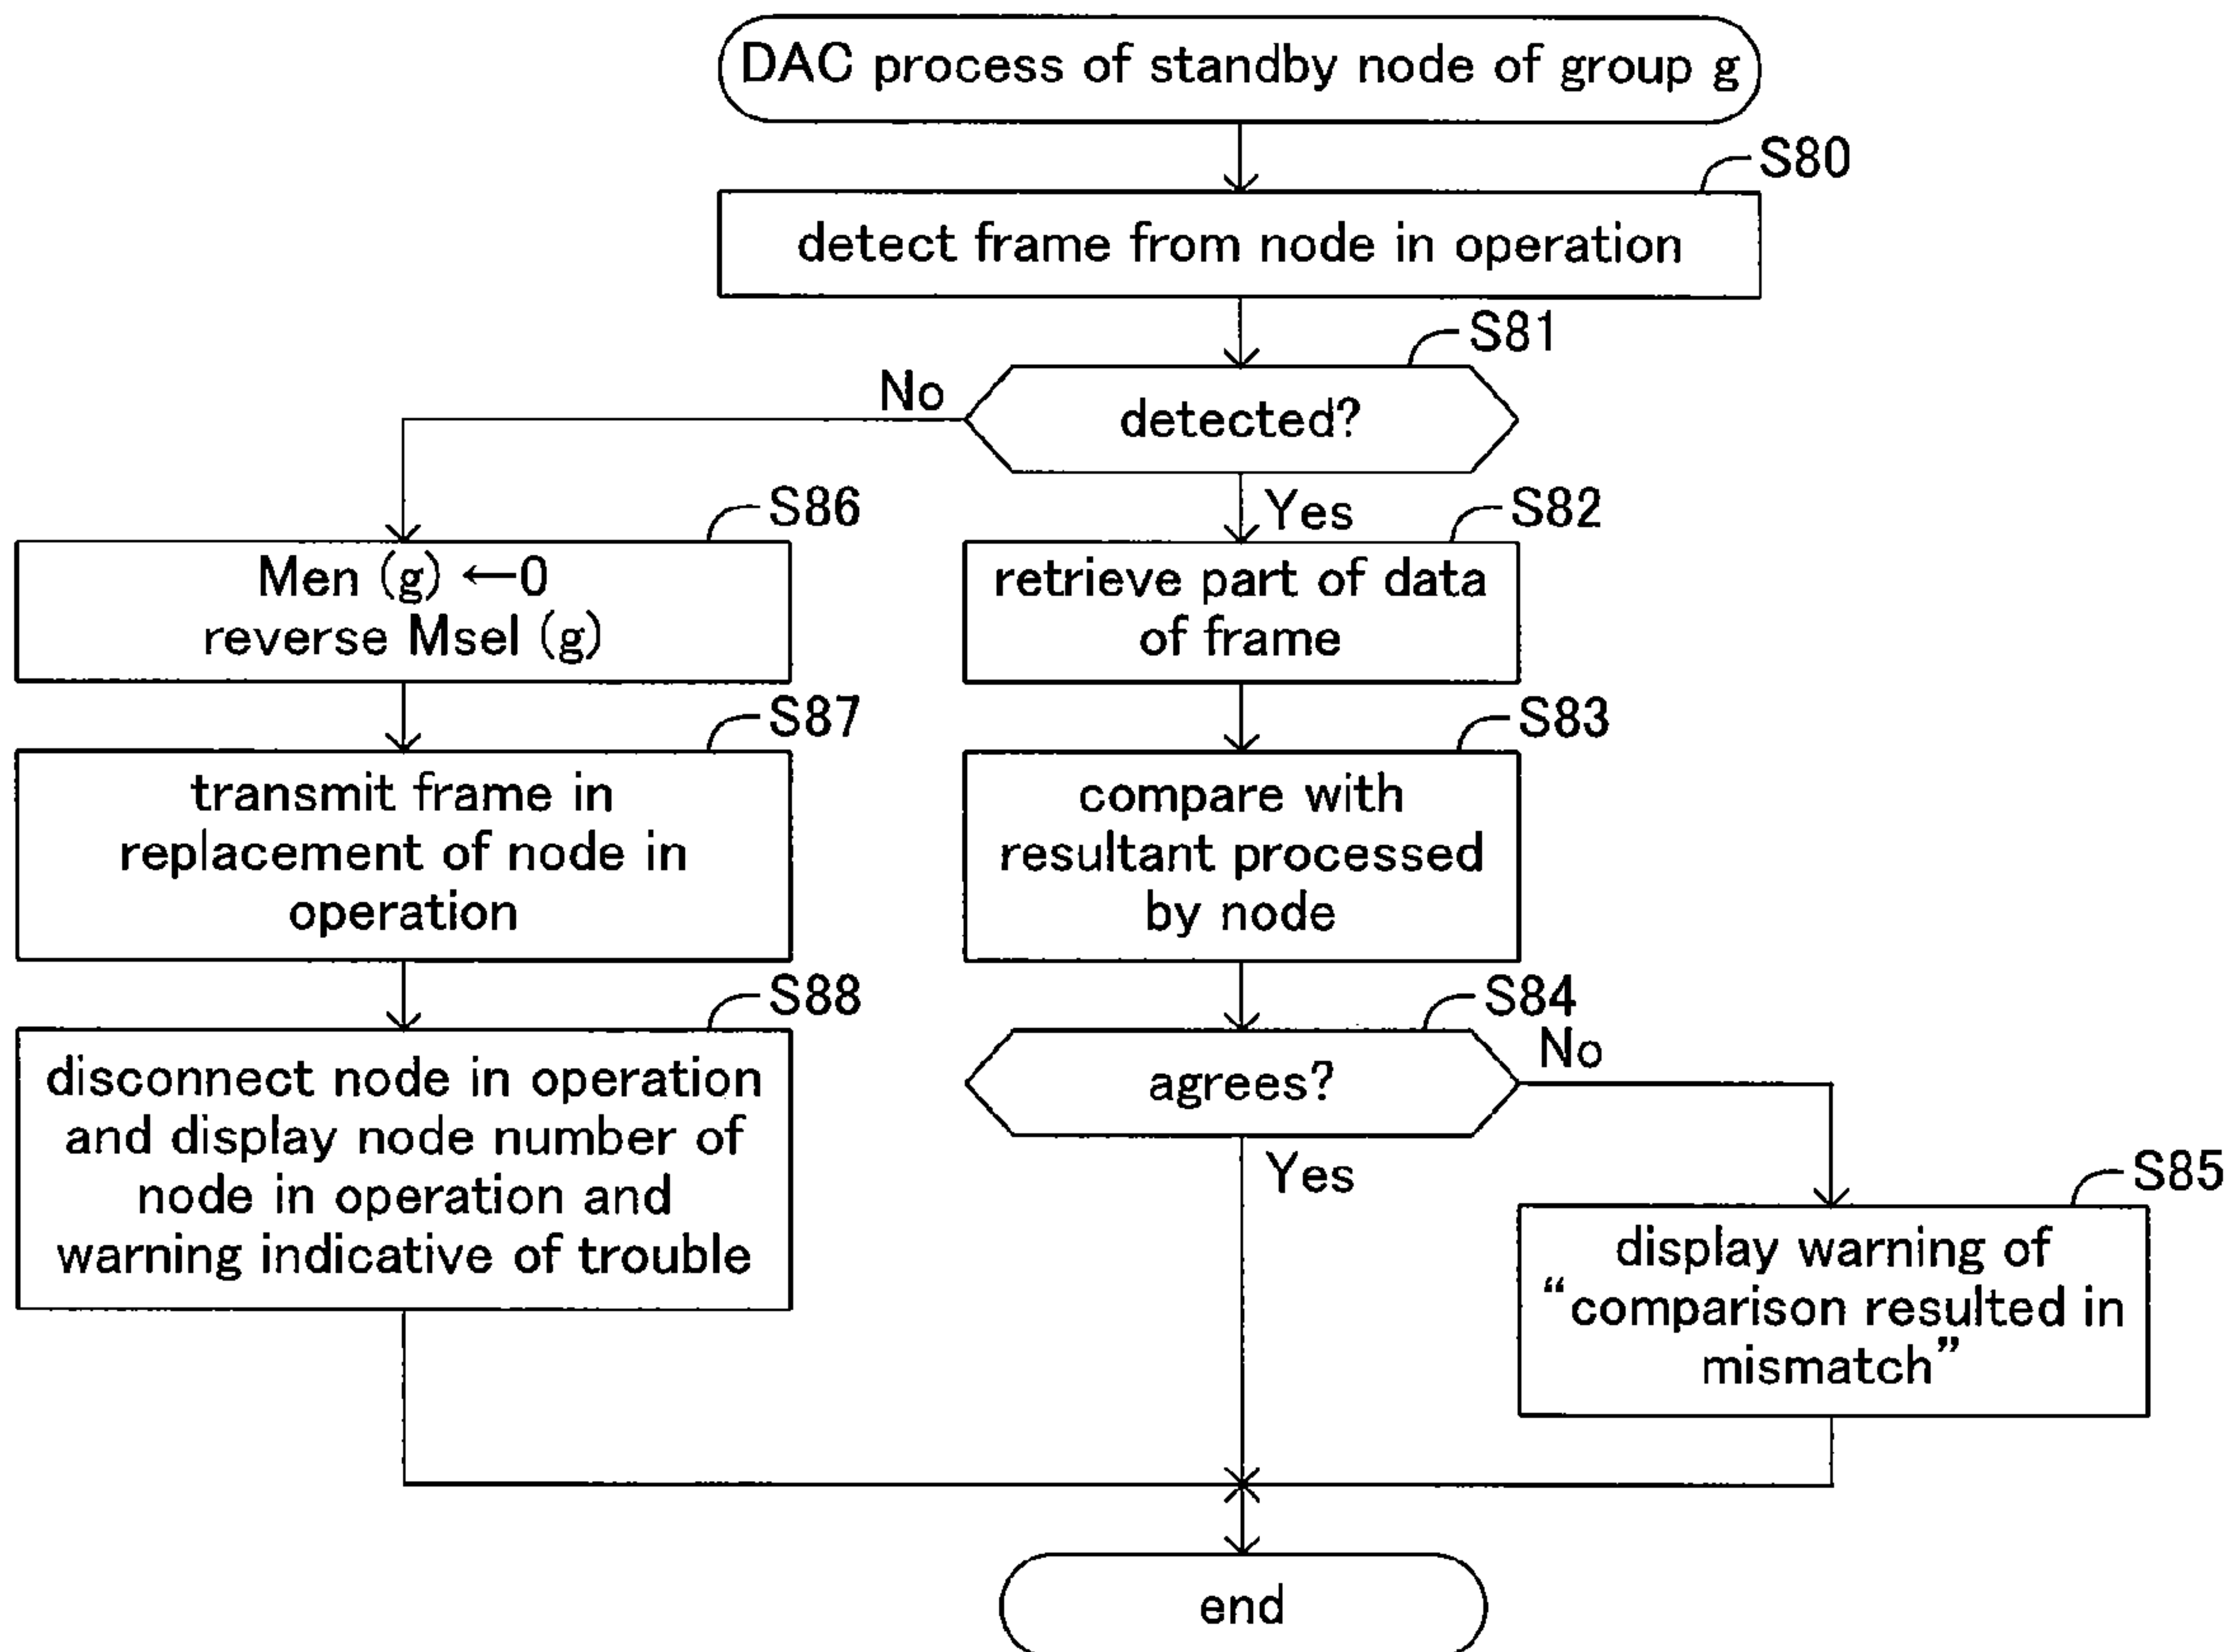 DAC process of standby node of group g
S80
detect frame from node in operation
S81
detected?
No
Yes
S86
Men (g) ←0
reverse Msel (g)
S82
retrieve part of data
of frame
S87
transmit frame in
replacement of node in
operation
S83
compare with
resultant processed
by node
S88
disconnect node in operation
and display node number of
node in operation and
warning indicative of trouble
S84
agrees?
No
Yes
S85
display warning of
“comparison resulted in
mismatch”
end